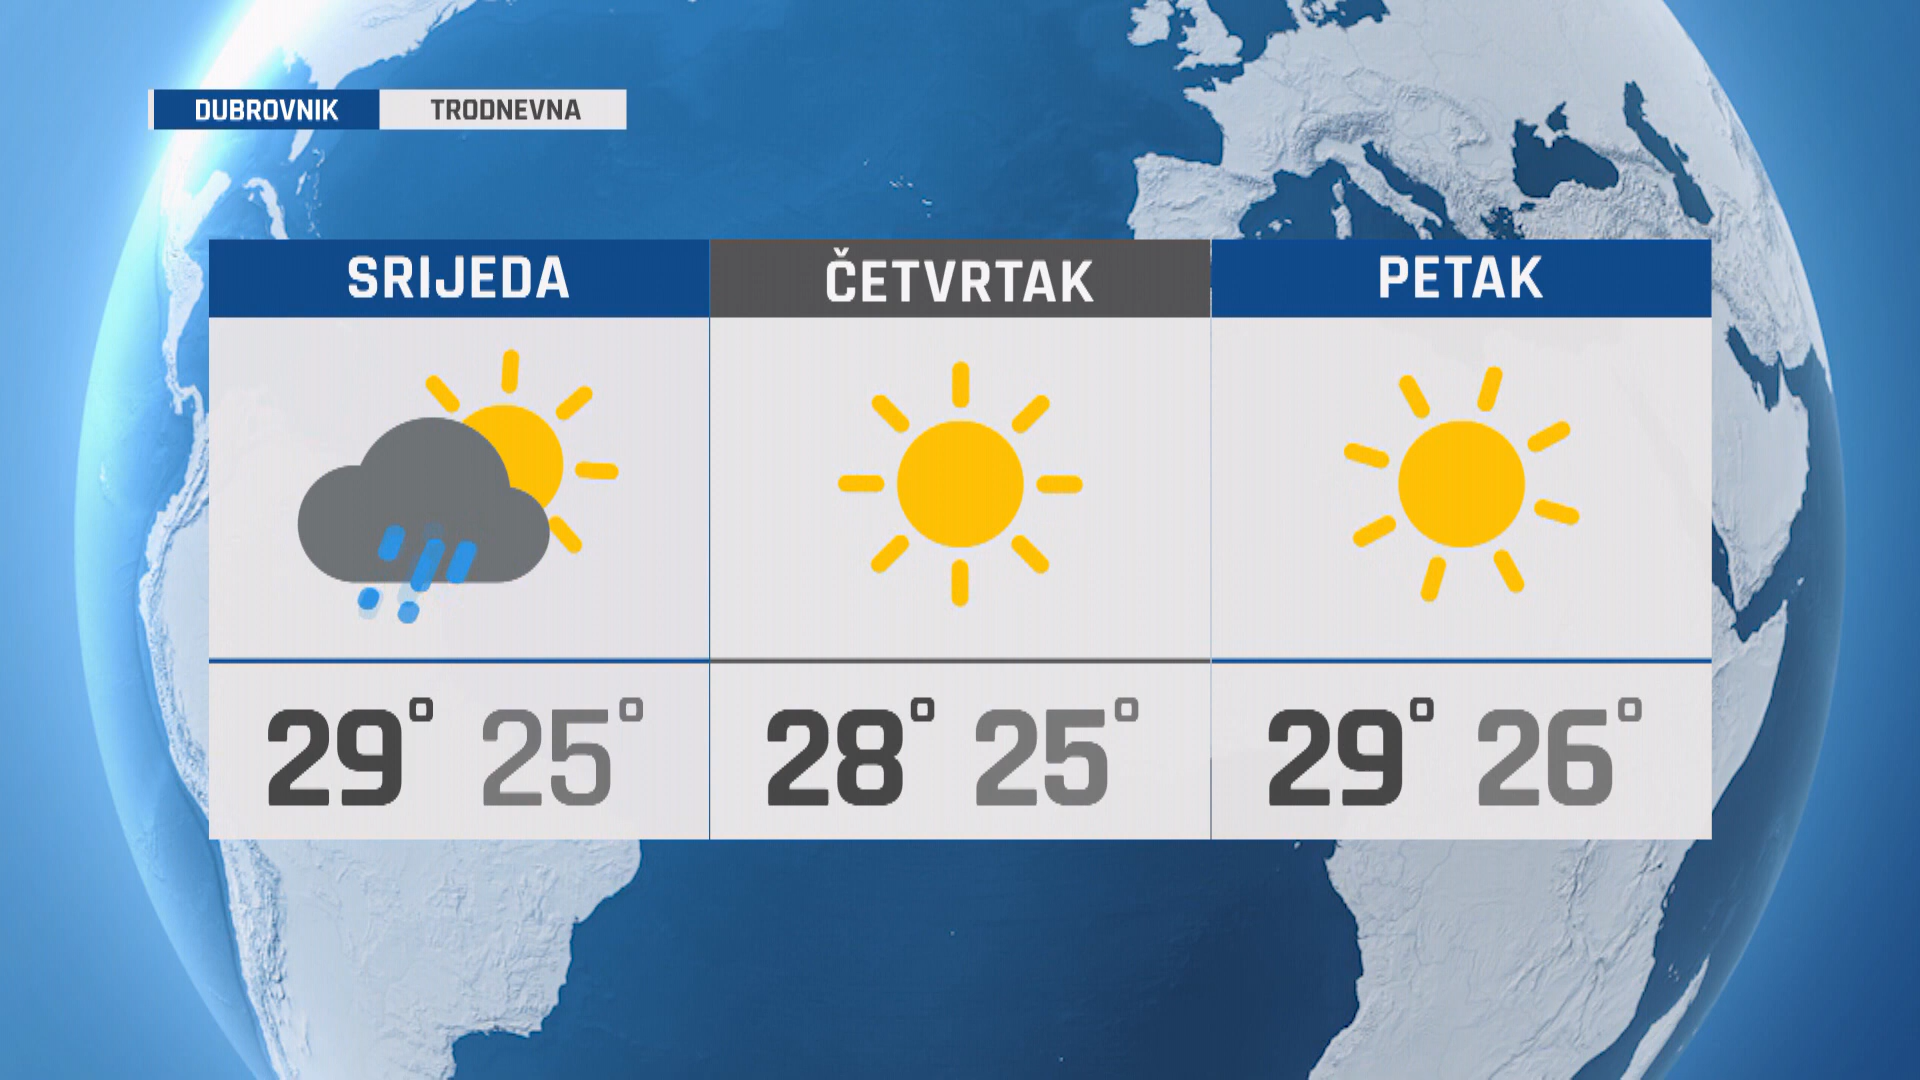 DUBROVNIK TRODNEVNA
SRIJEDA ČETVRTAK PETAK
29° 25° 28° 25° 29° 26°